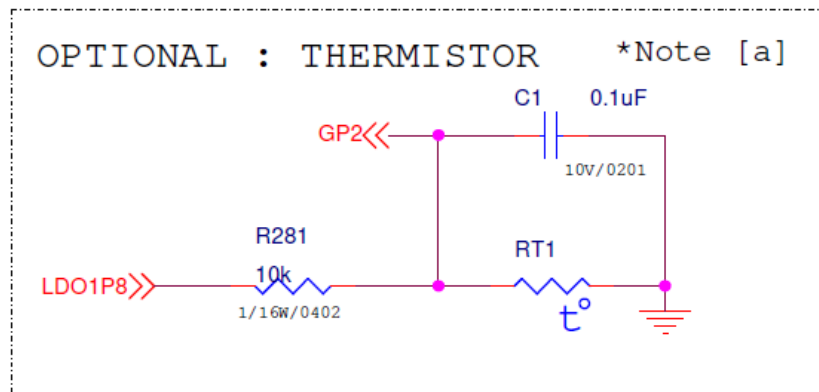 OPTIONAL : THERMISTOR *Note [a]
C1 0.1uF
GP2
10V/0201
R281
RT1
10k
LDO1P8
1/16W/0402
t°